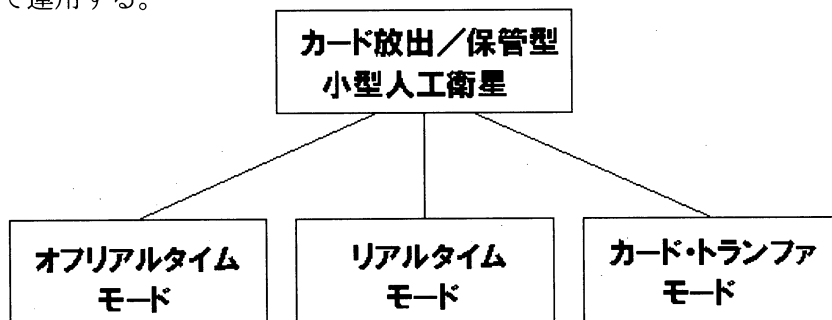 て運用する。
カード放出／保管型
小型人工衛星
オフリアルタイム
モード
リアルタイム
モード
カード・トランファ
モード